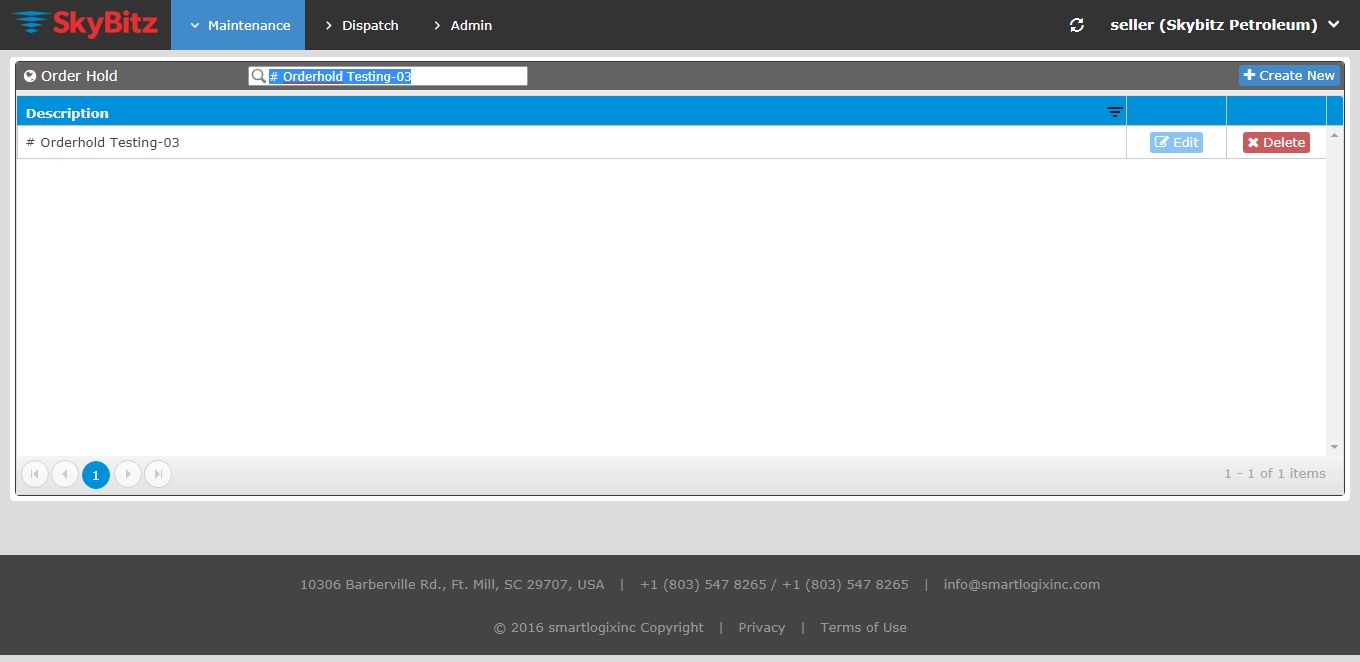 SkyBitz Maintenance Dispatch Admin seller (Skybitz Petroleum)
Order Hold # Orderhold Testing-03 Create New
Description
# Orderhold Testing-03 Edit Delete
1 1 - 1 of 1 items
10306 Barberville Rd., Ft. Mill, SC 29707, USA | +1 (803) 547 8265 / +1 (803) 547 8265 | info@smartlogixinc.com
© 2016 smartlogixinc Copyright | Privacy | Terms of Use